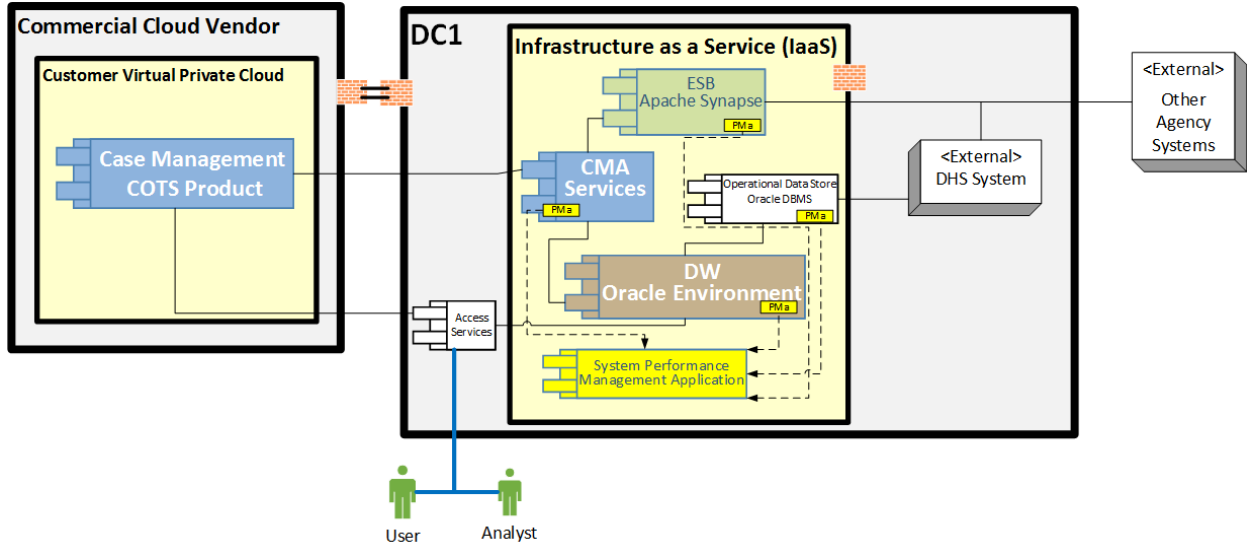 Commercial Cloud Vendor
Customer Virtual Private Cloud
Case Management
COTS Product
DC1
Infrastructure as a Service (IaaS)
ESB
Apache Synapse
PMa
CMA
Services
PMa
Operational Data Store
Oracle DBMS
PMa
DW
Oracle Environment
PMa
Access
Services
System Performance
Management Application
<External>
DHS System
<External>
Other
Agency
Systems
User
Analyst